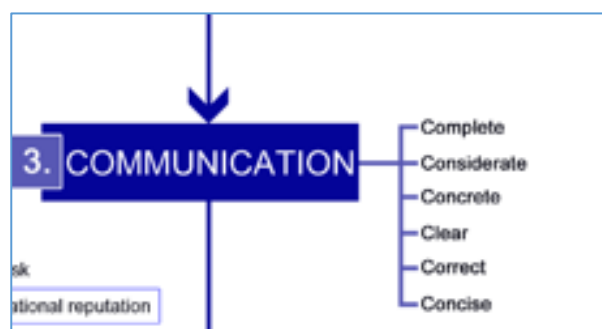 3. COMMUNICATION
Complete
Considerate
Concrete
Clear
Correct
Concise
sk
ational reputation